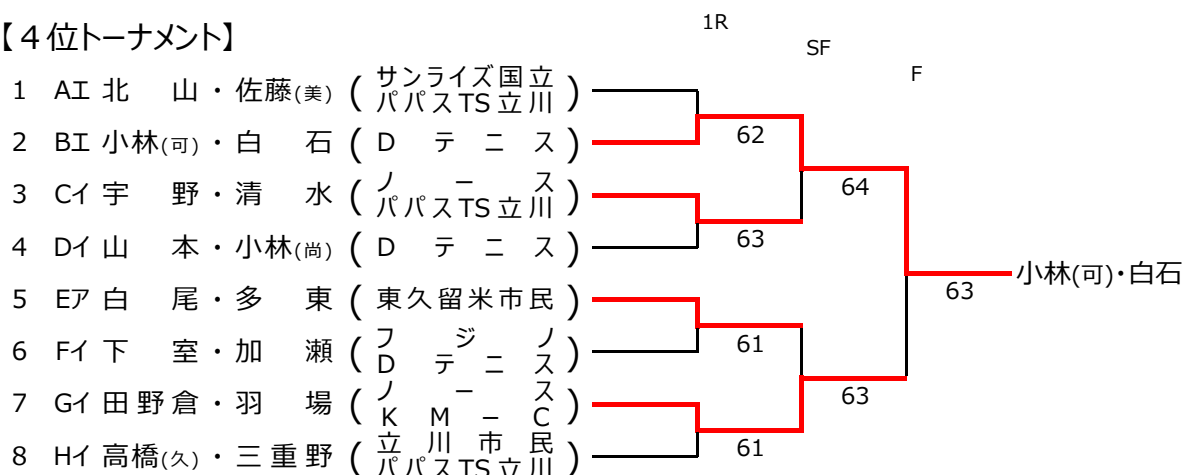 【４位トーナメント】
1R
SF
F
1 Aエ 北 山・佐藤(美) ( サンライズ国立 パパスTS立川 )
2 Bエ 小林(可)・白 石 ( D テ ニ ス )
62
3 Cイ 宇 野・清 水 ( ノ ー ス パパスTS立川 )
64
4 Dイ 山 本・小林(尚) ( D テ ニ ス )
63
小林(可)・白石
63
5 Eア 白 尾・多 東 ( 東久留米市民 )
6 Fイ 下 室・加 瀬 ( フ ジ ノ D テ ニ ス )
61
7 Gイ 田野倉・羽 場 ( ノ ー ス K M － C )
63
8 Hイ 高橋(久)・三重野 ( 立 川 市 民 パパスTS立川 )
61